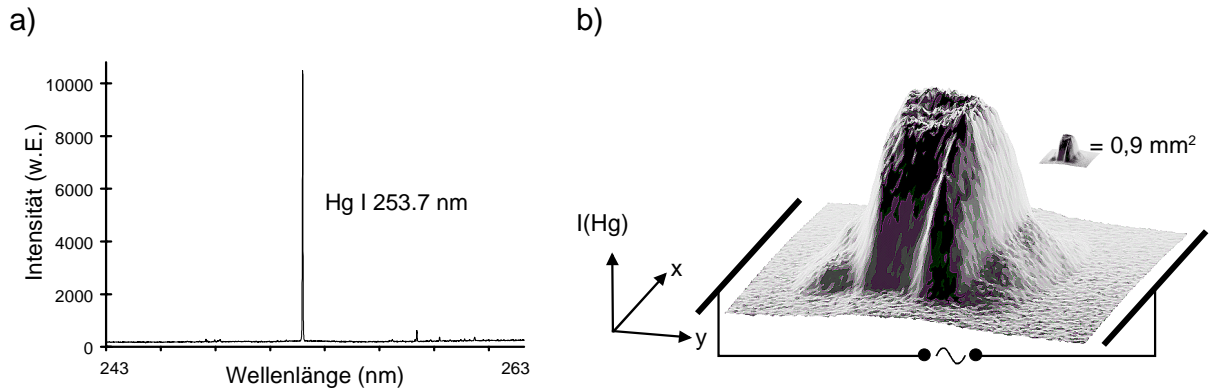 a)
10000
8000
6000
4000
2000
0
Intensität (w.E.)
Hg I 253.7 nm
243
263
Wellenlänge (nm)
b)
= 0,9 mm²
I(Hg)
x
y